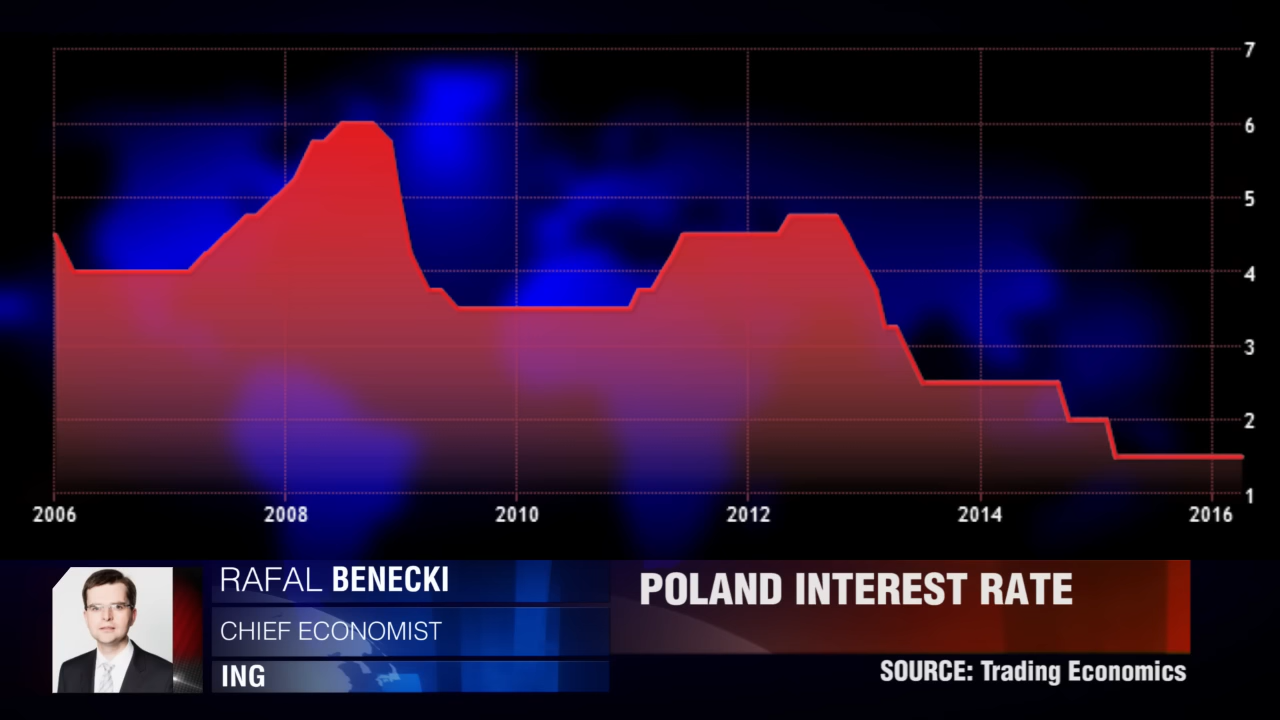 7
6
5
4
3
2
1
2006 2008 2010 2012 2014 2016
RAFAL BENECKI
CHIEF ECONOMIST
ING
POLAND INTEREST RATE
SOURCE: Trading Economics